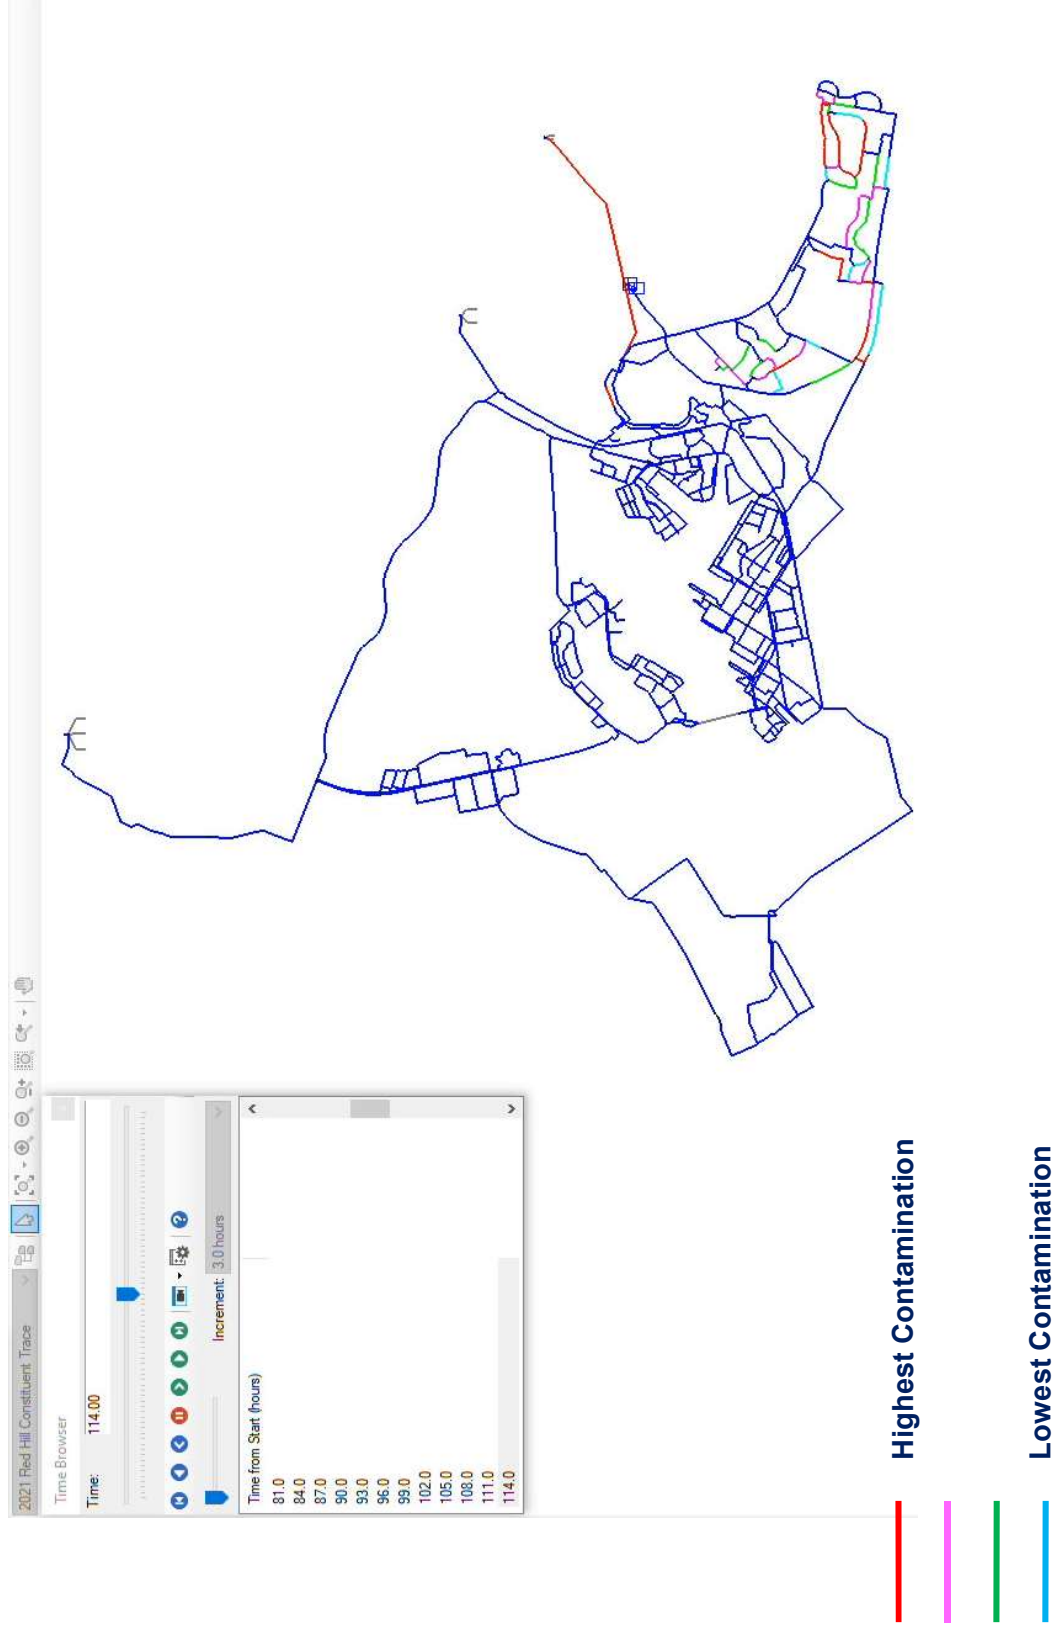 2021 Red Hill Constituent Trace
Time Browser
Time:
114.00
Increment:
3.0 hours
Time from Start (hours)
81.0
84.0
87.0
90.0
93.0
96.0
99.0
102.0
105.0
108.0
111.0
114.0
Highest Contamination
Lowest Contamination